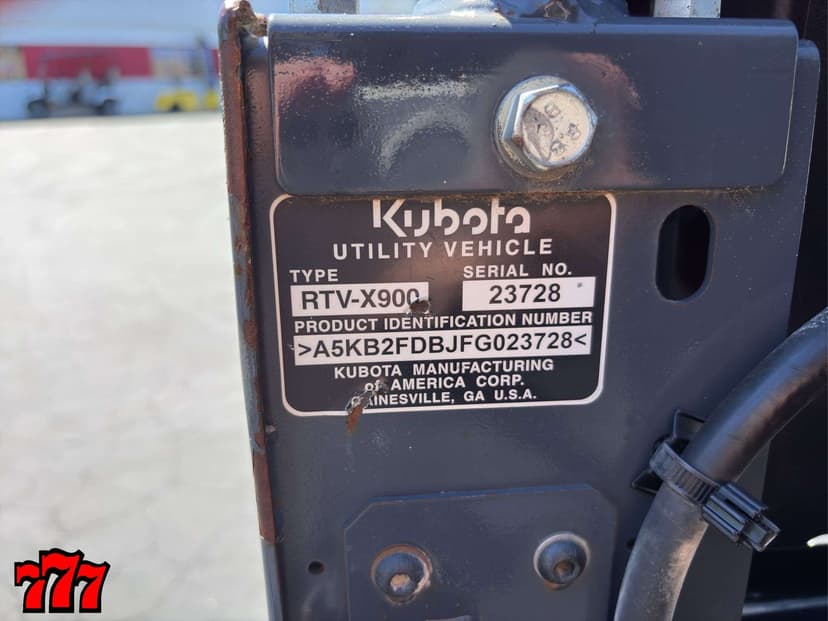 Kubota
UTILITY VEHICLE
TYPE SERIAL NO.
RTV-X900 23728
PRODUCT IDENTIFICATION NUMBER
>A5KB2FDBJFG023728<
KUBOTA MANUFACTURING
of AMERICA CORP.
AINESVILLE, GA U.S.A.
777